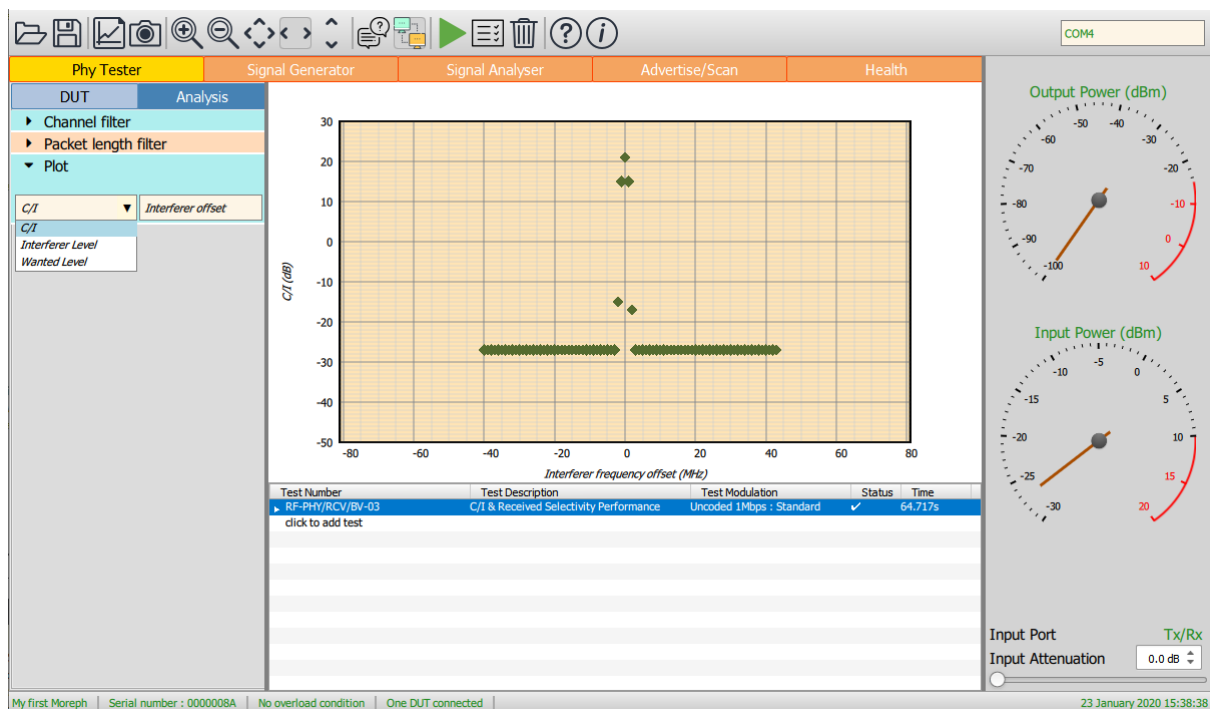 COM4
Phy Tester Signal Generator Signal Analyser Advertise/Scan Health
DUT Analysis
Channel filter
Packet length filter
Plot
C/I ▼ Interferer offset
C/I
Interferer Level
Wanted Level
30
20
10
0
-10
-20
-30
-40
-50
C/I (dB)
-80 -60 -40 -20 0 20 40 60 80
Interferer frequency offset (MHz)
Test Number Test Description Test Modulation Status Time
RF-PHY/RCV/BV-03 C/I & Received Selectivity Performance Uncoded 1Mbps : Standard ✓ 64.717s
click to add test
Output Power (dBm)
-50 -40
-60 -30
-70 -20
-80 -10
-90 0
-100 10
Input Power (dBm)
-5
-10 0
-15 5
-20 10
-25 15
-30 20
Input Port Tx/Rx
Input Attenuation 0.0 dB
My first Moreph Serial number : 0000008A No overload condition One DUT connected 23 January 2020 15:38:38